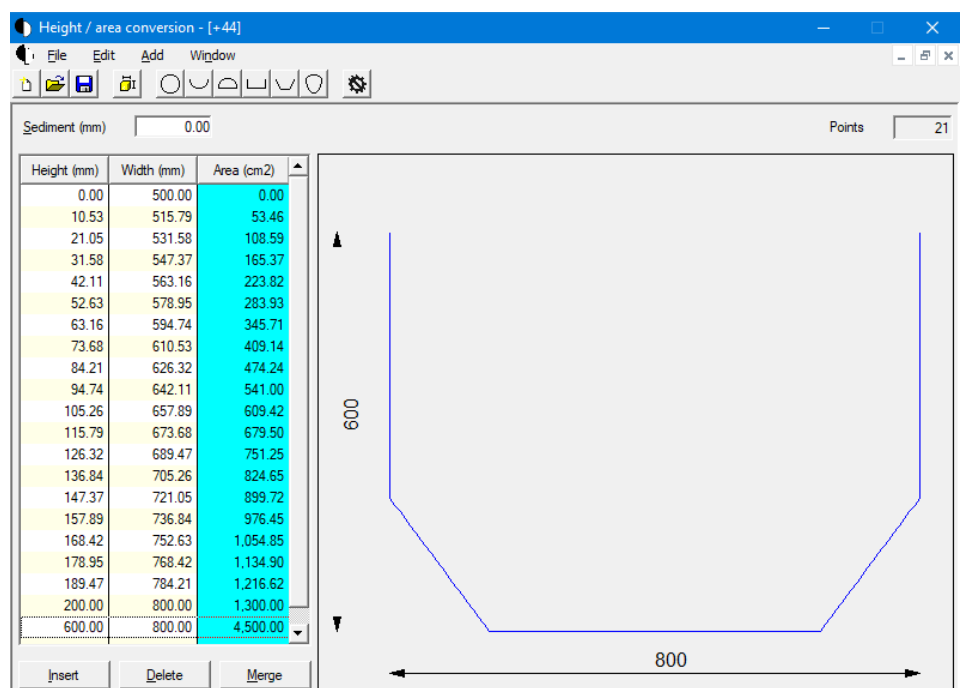 Height / area conversion - [+44]
File Edit Add Window
Sediment (mm) 0.00 Points 21
Height (mm) Width (mm) Area (cm2)
0.00 500.00 0.00
10.53 515.79 53.46
21.05 531.58 108.59
31.58 547.37 165.37
42.11 563.16 223.82
52.63 578.95 283.93
63.16 594.74 345.71
73.68 610.53 409.14
84.21 626.32 474.24
94.74 642.11 541.00
105.26 657.89 609.42
115.79 673.68 679.50
126.32 689.47 751.25
136.84 705.26 824.65
147.37 721.05 899.72
157.89 736.84 976.45
168.42 752.63 1,054.85
178.95 768.42 1,134.90
189.47 784.21 1,216.62
200.00 800.00 1,300.00
600.00 800.00 4,500.00
600
800
Insert Delete Merge